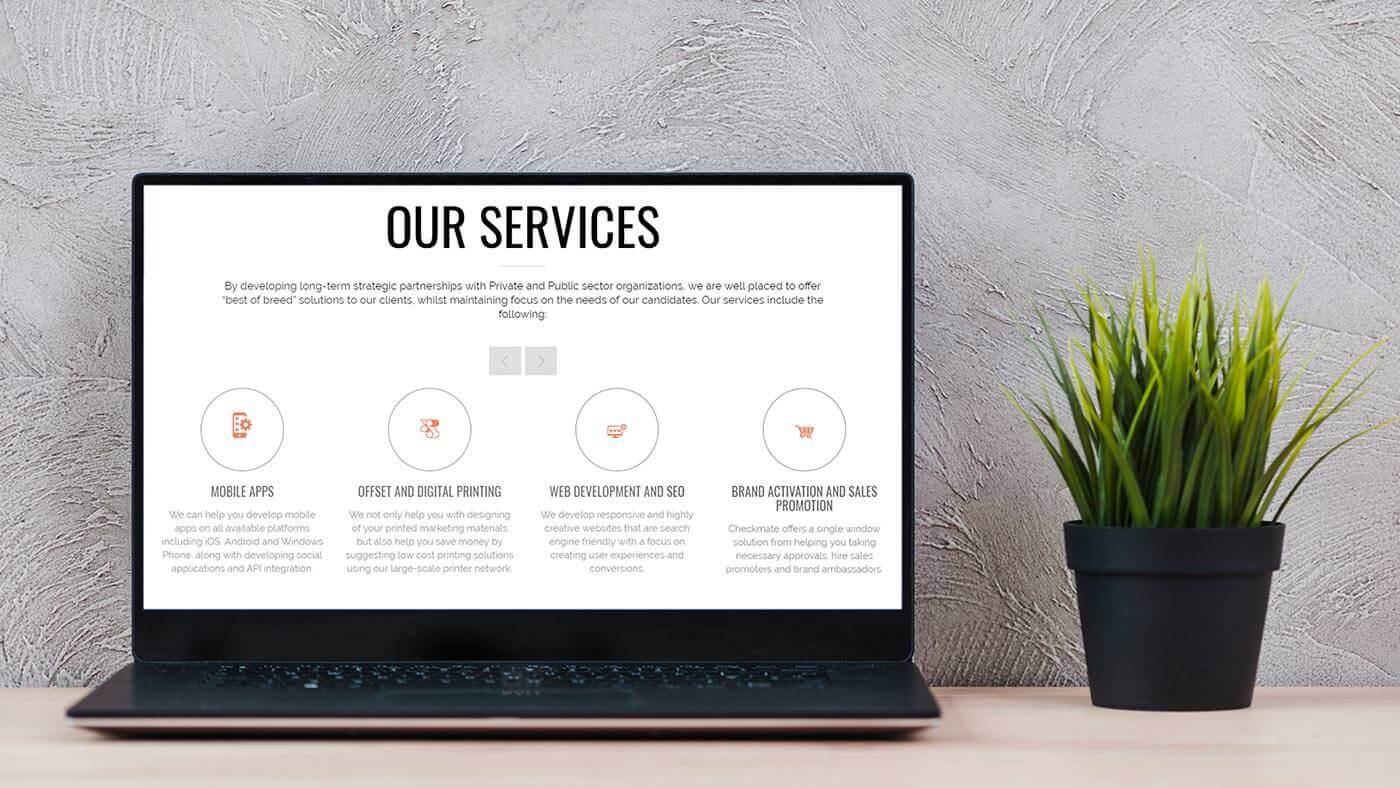 OUR SERVICES
By developing long-term strategic partnerships with Private and Public sector organizations, we are well placed to offer
"best of breed" solutions to our clients, whilst maintaining focus on the needs of our candidates. Our services include the
following:
MOBILE APPS
We can help you develop mobile
apps on all available platforms
including iOS, Android and Windows
Phone, along with developing social
applications and API integration.
OFFSET AND DIGITAL PRINTING
We not only help you with designing
of your printed marketing materials
but also help you save money by
suggesting low cost printing solutions
using our large-scale printer network.
WEB DEVELOPMENT AND SEO
We develop responsive and highly
creative websites that are search
engine friendly with a focus on
creating user experiences and
conversions.
BRAND ACTIVATION AND SALES
PROMOTION
Checkmate offers a single window
solution from helping you taking
necessary approvals, hire sales
promoters and brand ambassadors.